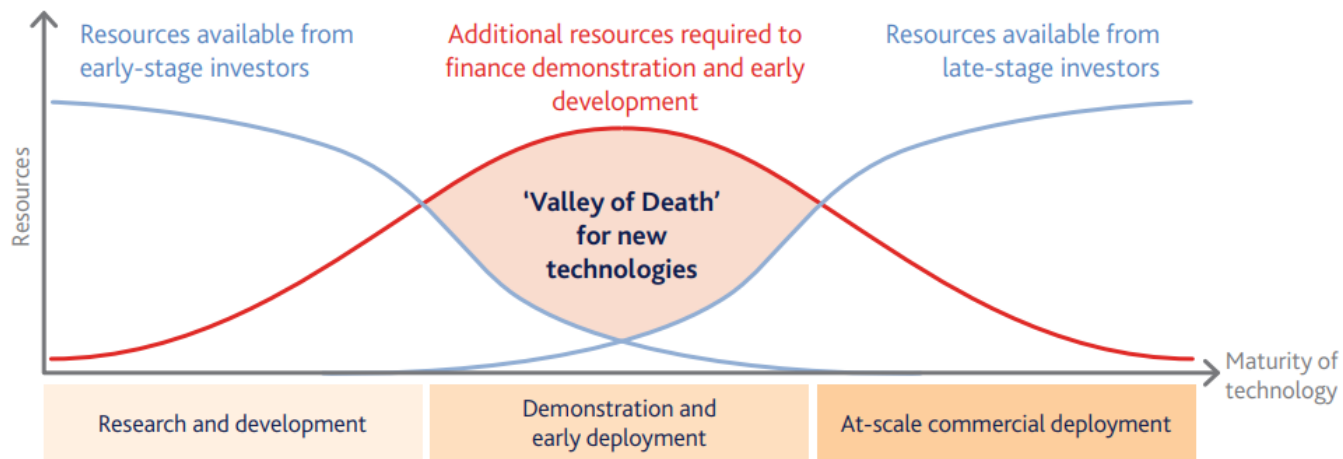 Resources available from
early-stage investors
Additional resources required to
finance demonstration and early
development
Resources available from
late-stage investors
Resources
'Valley of Death'
for new
technologies
Maturity of
technology
Research and development
Demonstration and
early deployment
At-scale commercial deployment